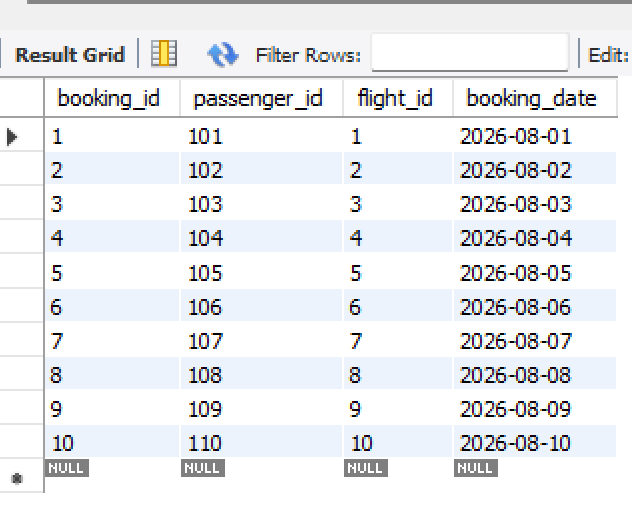 Result Grid Filter Rows: Edit:
booking_id passenger_id flight_id booking_date
1 101 1 2026-08-01
2 102 2 2026-08-02
3 103 3 2026-08-03
4 104 4 2026-08-04
5 105 5 2026-08-05
6 106 6 2026-08-06
7 107 7 2026-08-07
8 108 8 2026-08-08
9 109 9 2026-08-09
10 110 10 2026-08-10
NULL NULL NULL NULL